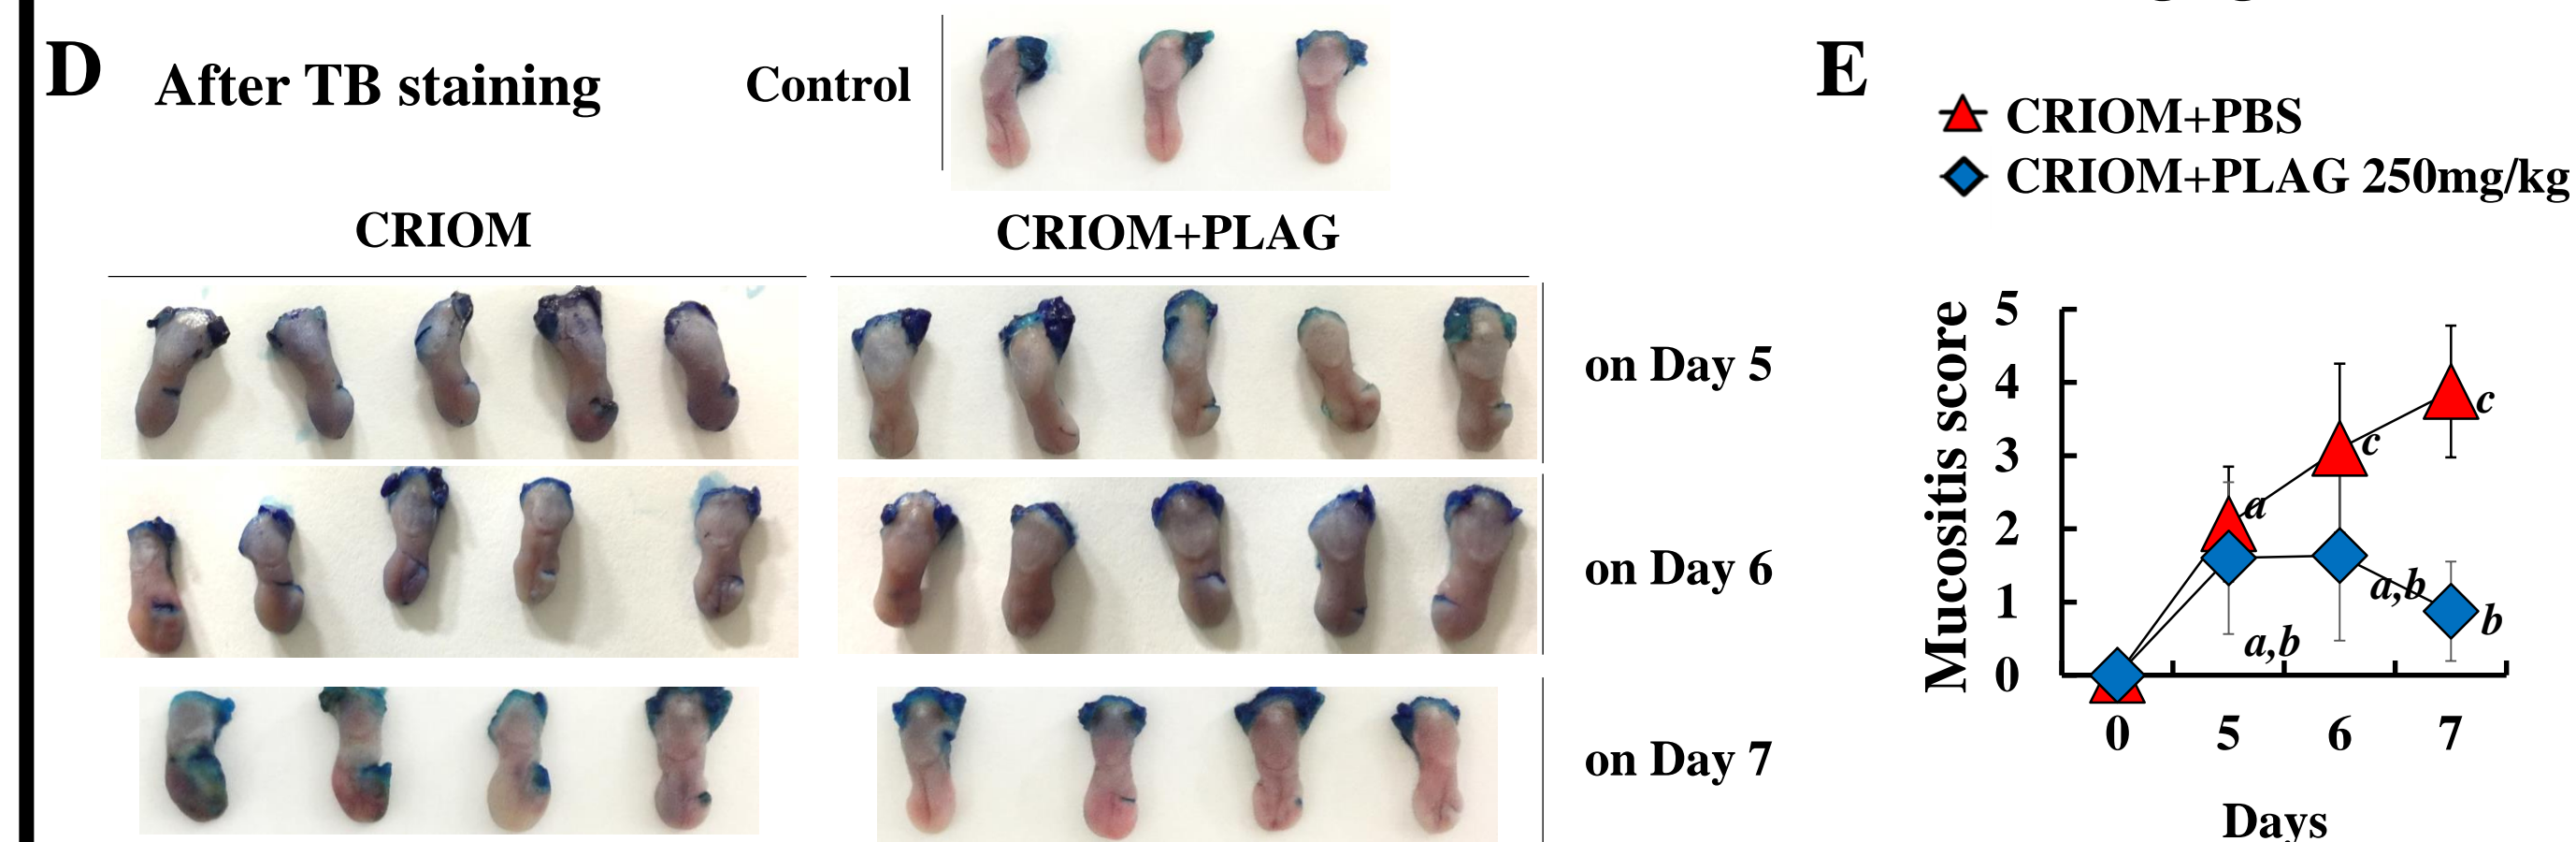 D
After TB staining
Control
CRIOM
CRIOM+PLAG
on Day 5
on Day 6
on Day 7
E
CRIOM+PBS
CRIOM+PLAG 250mg/kg
Mucositis score
5
4
3
2
1
0
a
c
c
a,b
a,b
b
0 5 6 7
Days